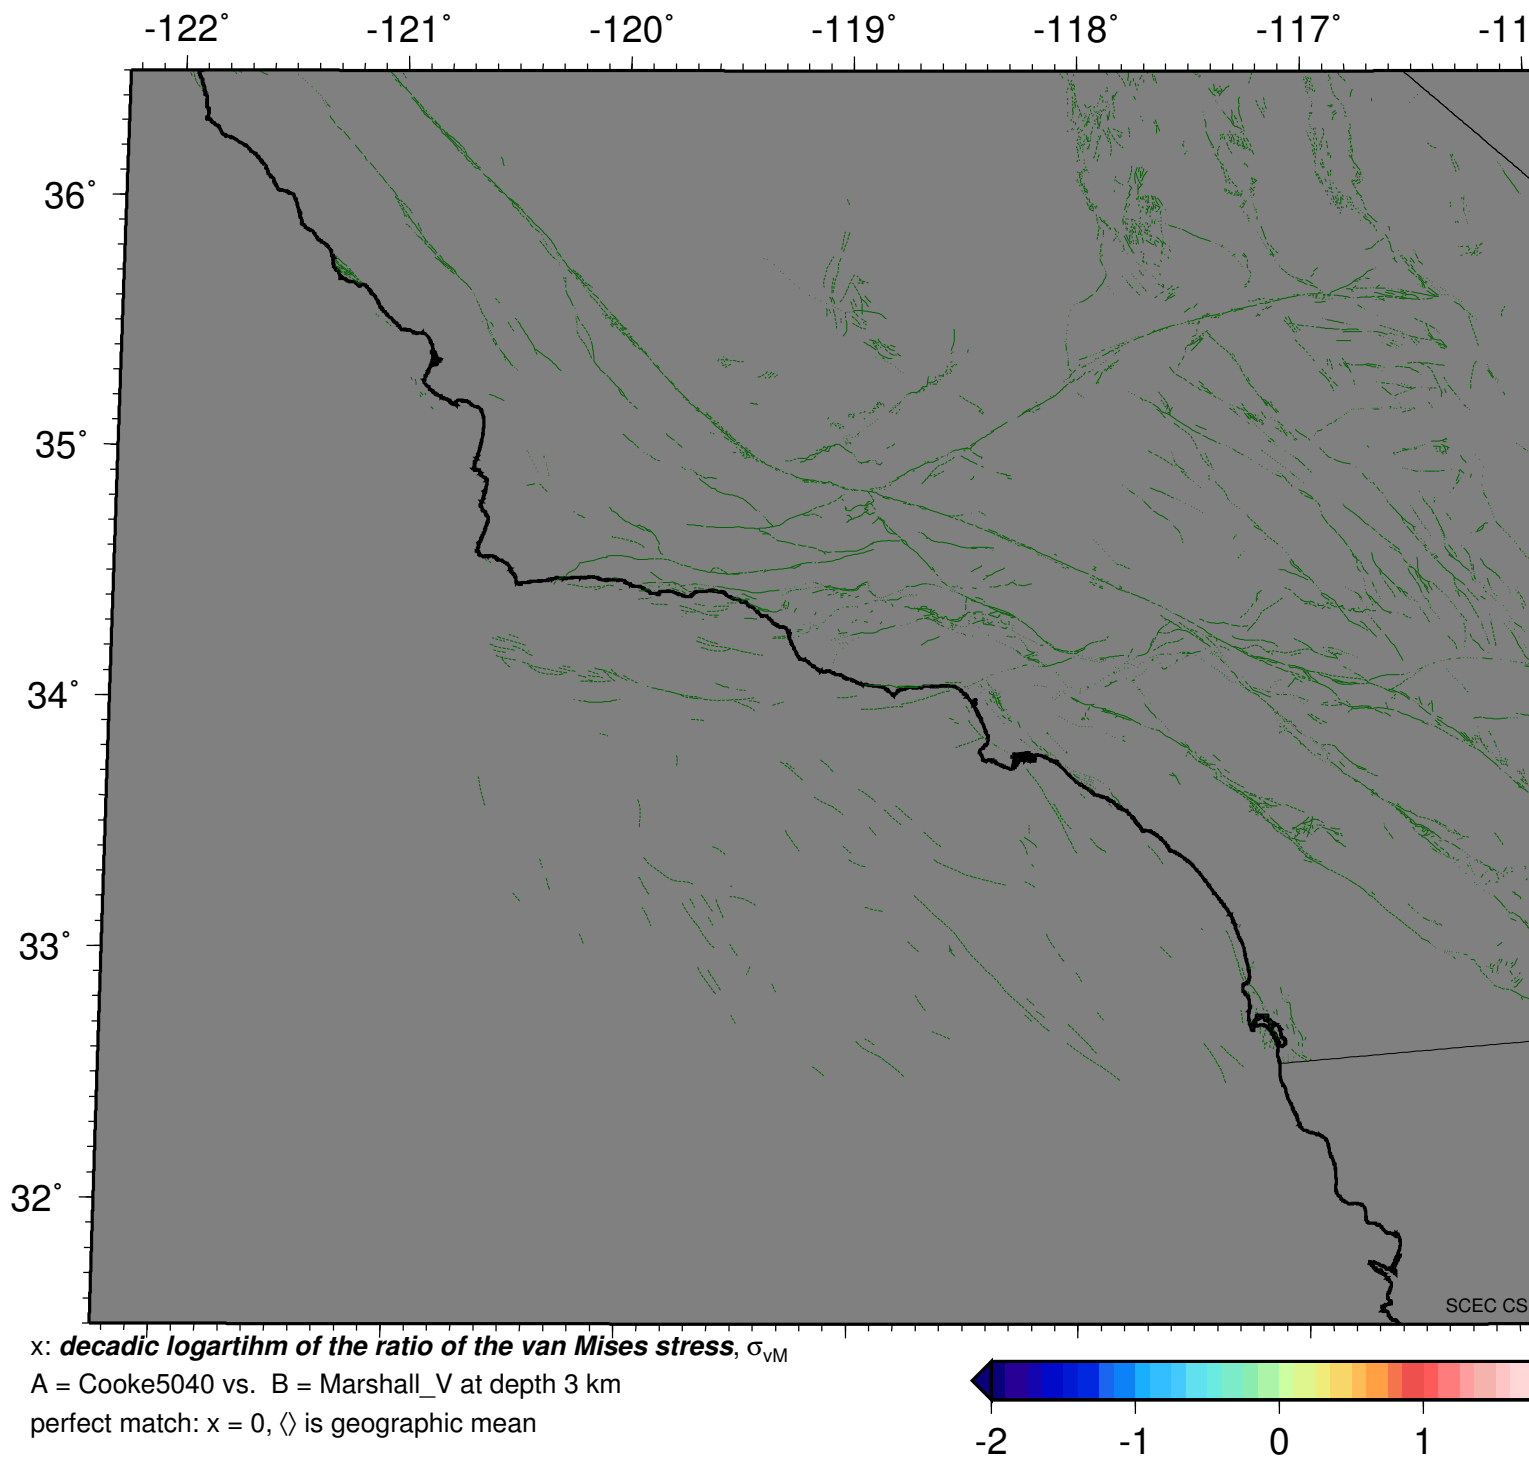 -122° -121° -120° -119° -118° -117° -11
36°
35°
34°
33°
32°
SCEC CS
x: decadic logartihm of the ratio of the van Mises stress, σvM
A = Cooke5040 vs. B = Marshall_V at depth 3 km
perfect match: x = 0, ⟨⟩ is geographic mean
-2 -1 0 1